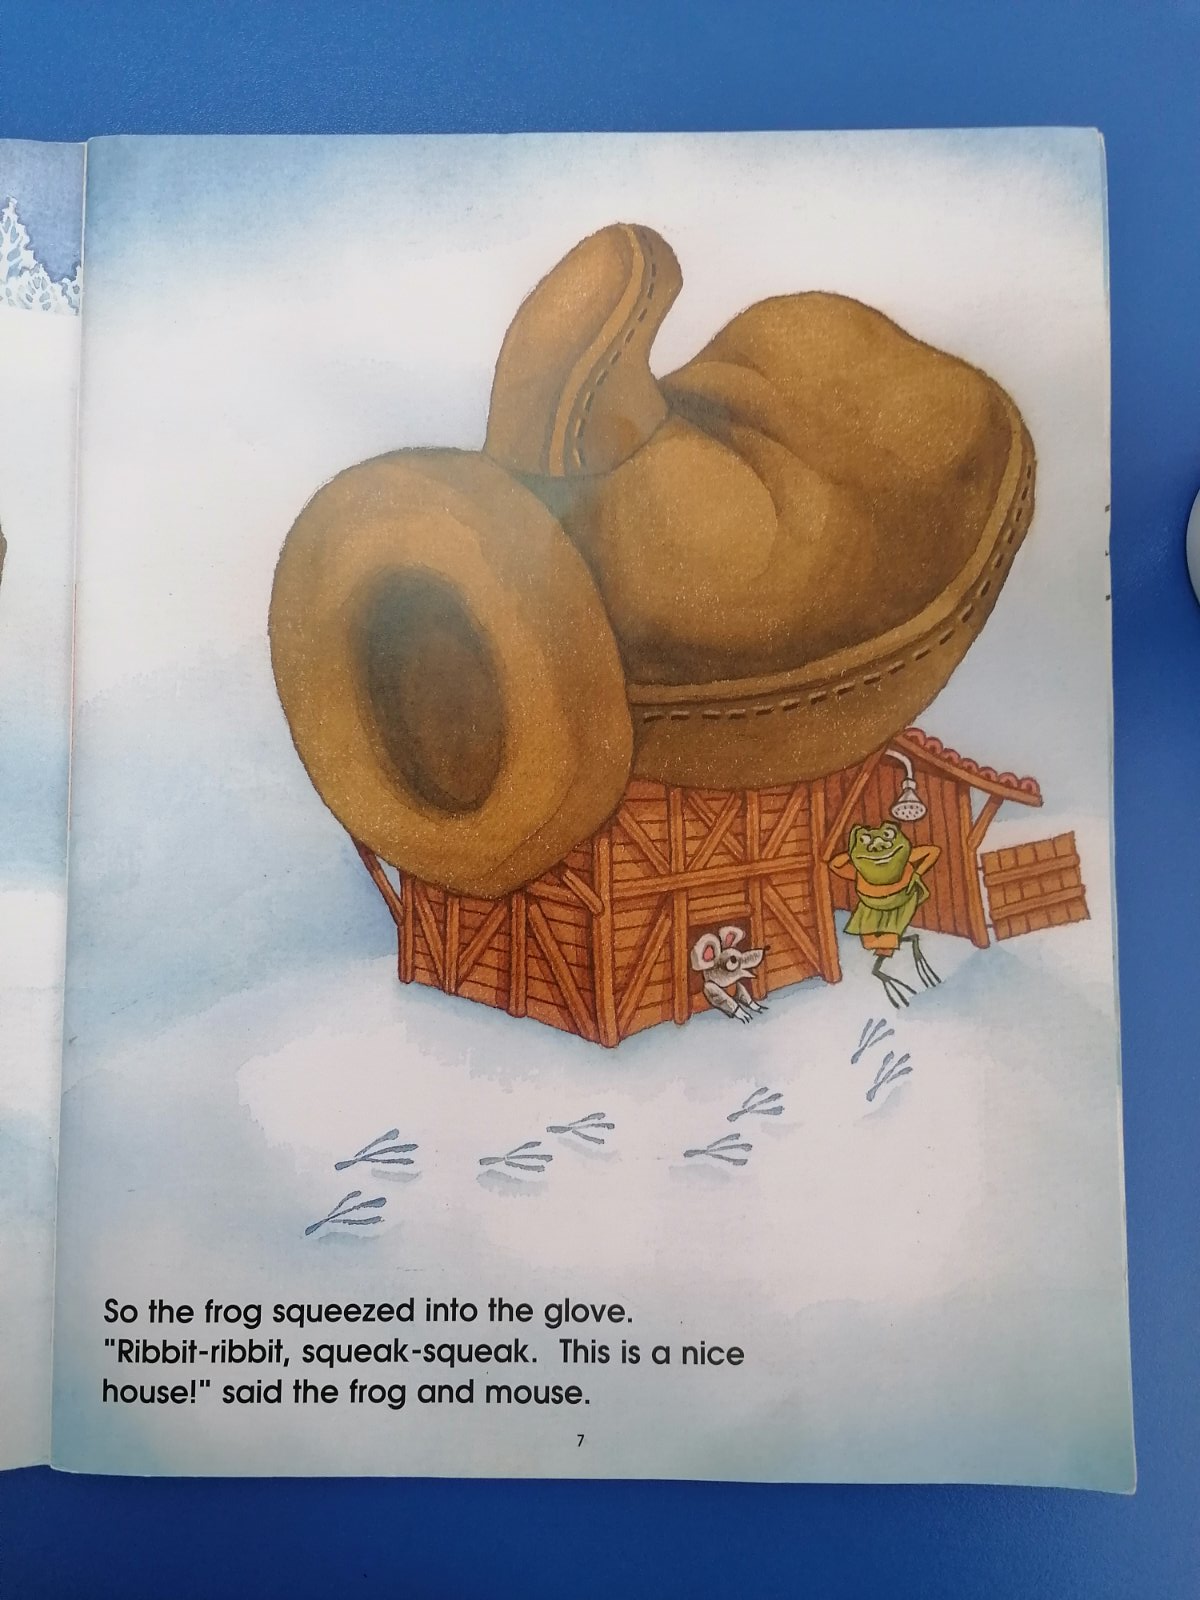 So the frog squeezed into the glove.
"Ribbit-ribbit, squeak-squeak.  This is a nice
house!" said the frog and mouse.
7